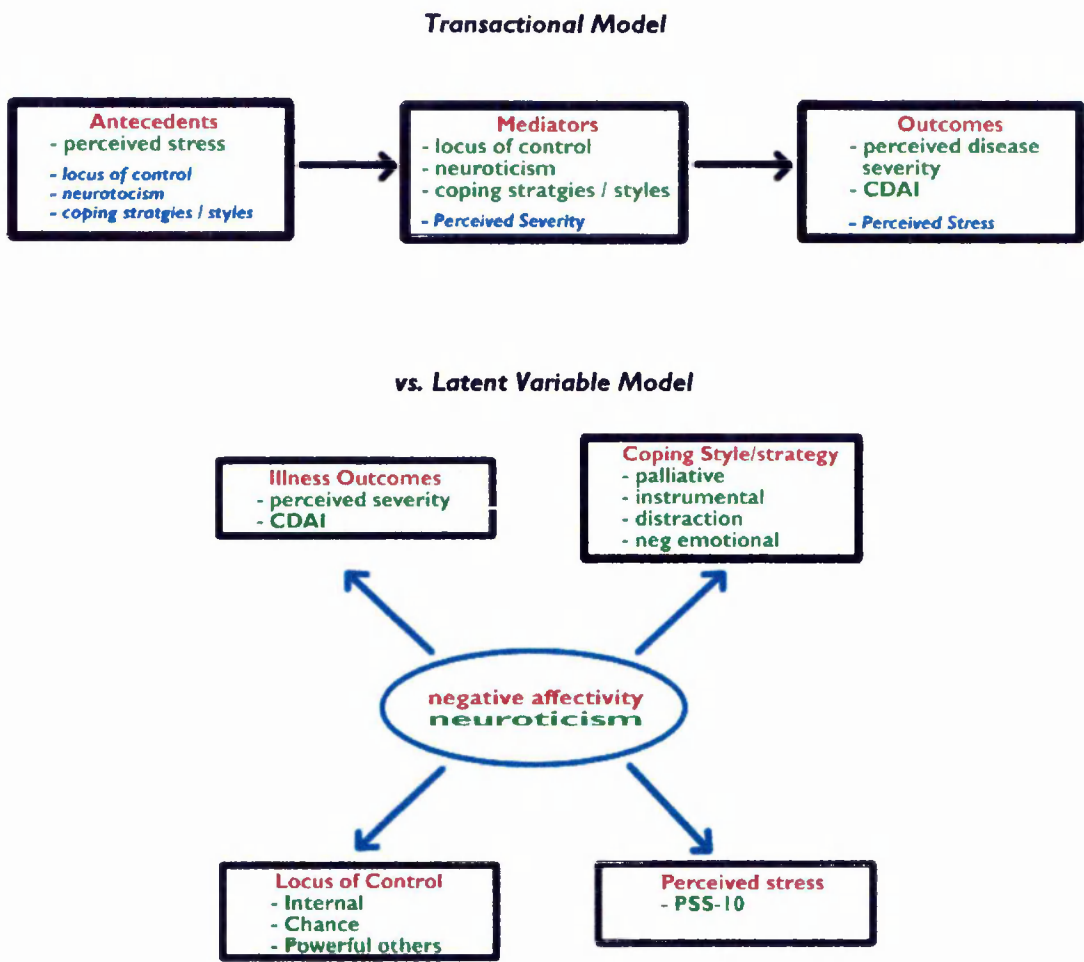 Transactional Model
Antecedents
- perceived stress
- locus of control
- neurotocism
- coping stratgies / styles
Mediators
- locus of control
- neuroticism
- coping stratgies / styles
- Perceived Severity
Outcomes
- perceived disease
severity
- CDAI
- Perceived Stress
vs. Latent Variable Model
Illness Outcomes
- perceived severity
- CDAI
Coping Style/strategy
- palliative
- instrumental
- distraction
- neg emotional
negative affectivity
neuroticism
Locus of Control
- Internal
- Chance
- Powerful others
Perceived stress
- PSS-10